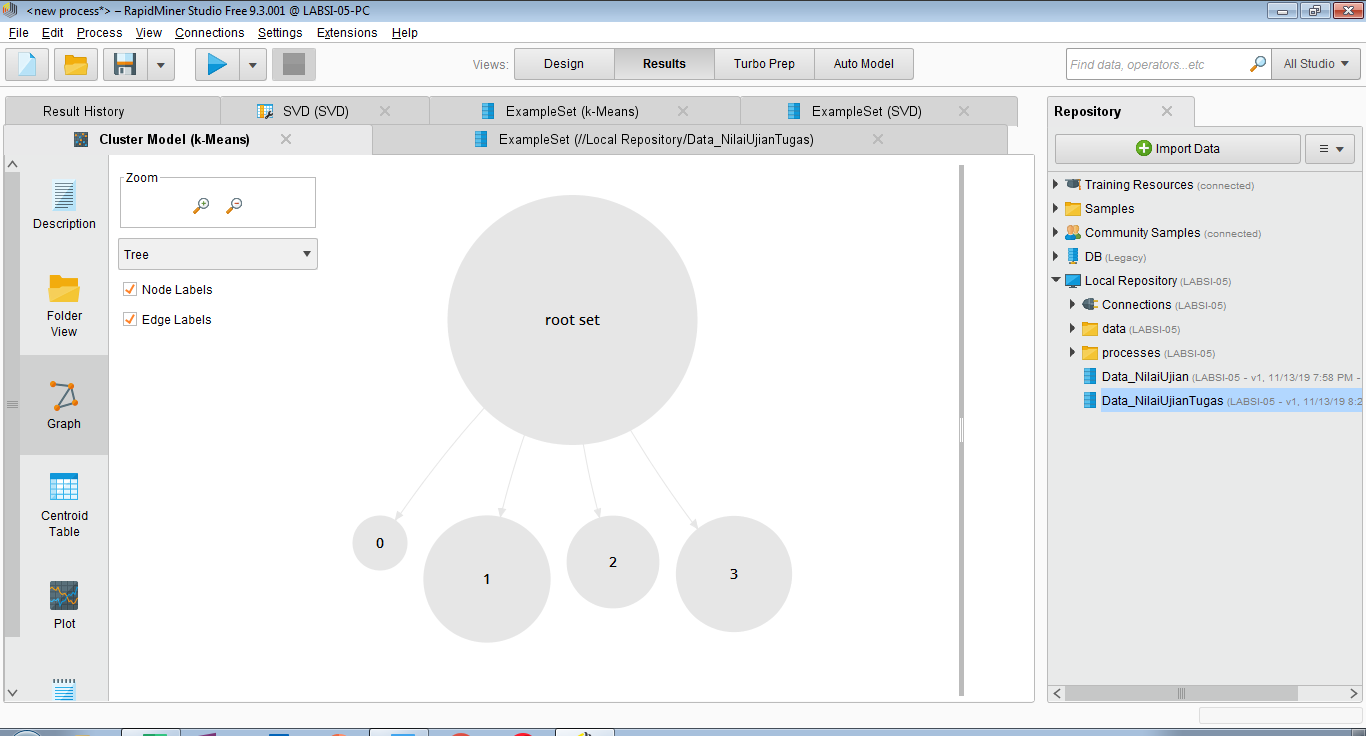 <new process*> – RapidMiner Studio Free 9.3.001 @ LABSI-05-PC
File Edit Process View Connections Settings Extensions Help
Views: Design Results Turbo Prep Auto Model Find data, operators...etc All Studio
Result History SVD (SVD) ExampleSet (k-Means) ExampleSet (SVD)
Cluster Model (k-Means) ExampleSet (//Local Repository/Data_NilaiUjianTugas)
Description
Folder
View
Graph
Centroid
Table
Plot
Zoom
Tree
Node Labels
Edge Labels
root set
0
1
2
3
Repository
Import Data
Training Resources (connected)
Samples
Community Samples (connected)
DB (Legacy)
Local Repository (LABSI-05)
Connections (LABSI-05)
data (LABSI-05)
processes (LABSI-05)
Data_NilaiUjian (LABSI-05 - v1, 11/13/19 7:58 PM -
Data_NilaiUjianTugas (LABSI-05 - v1, 11/13/19 8:2